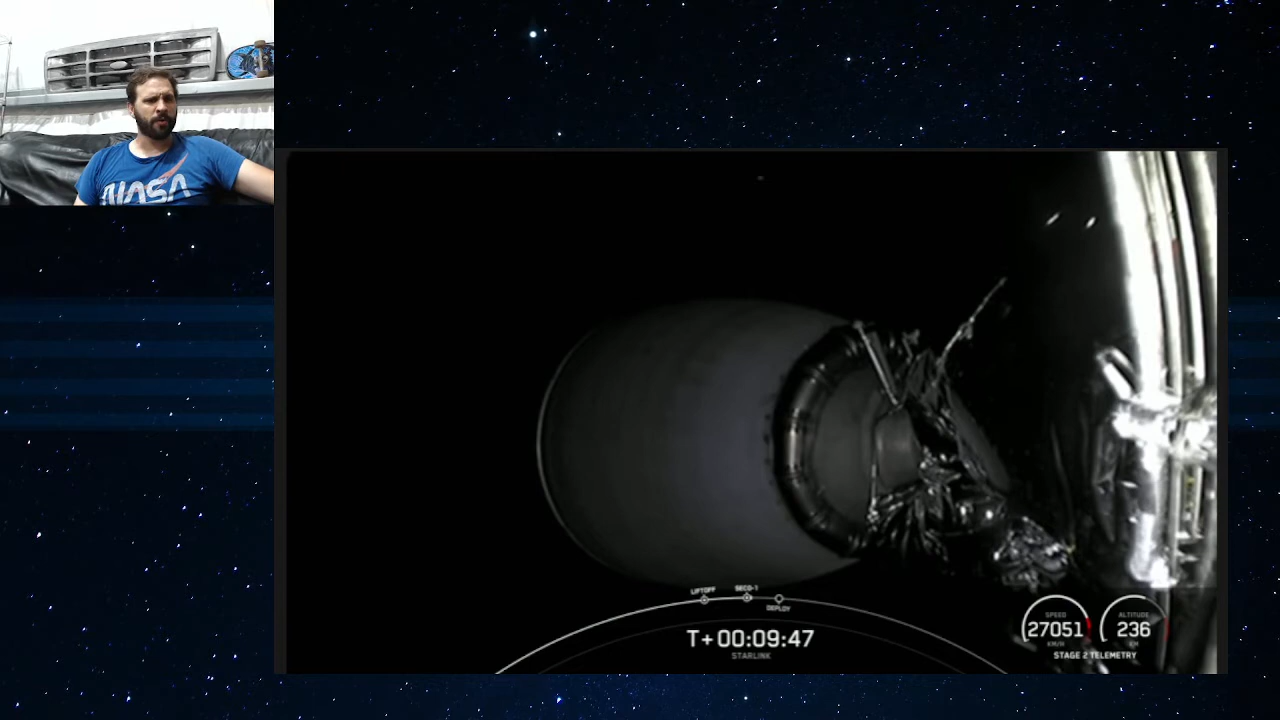 NASA
LIFTOFF
SECO-1
DEPLOY
T+00:09:47
STARLINK
SPEED
27051
KM/H
ALTITUDE
236
KM
STAGE 2 TELEMETRY